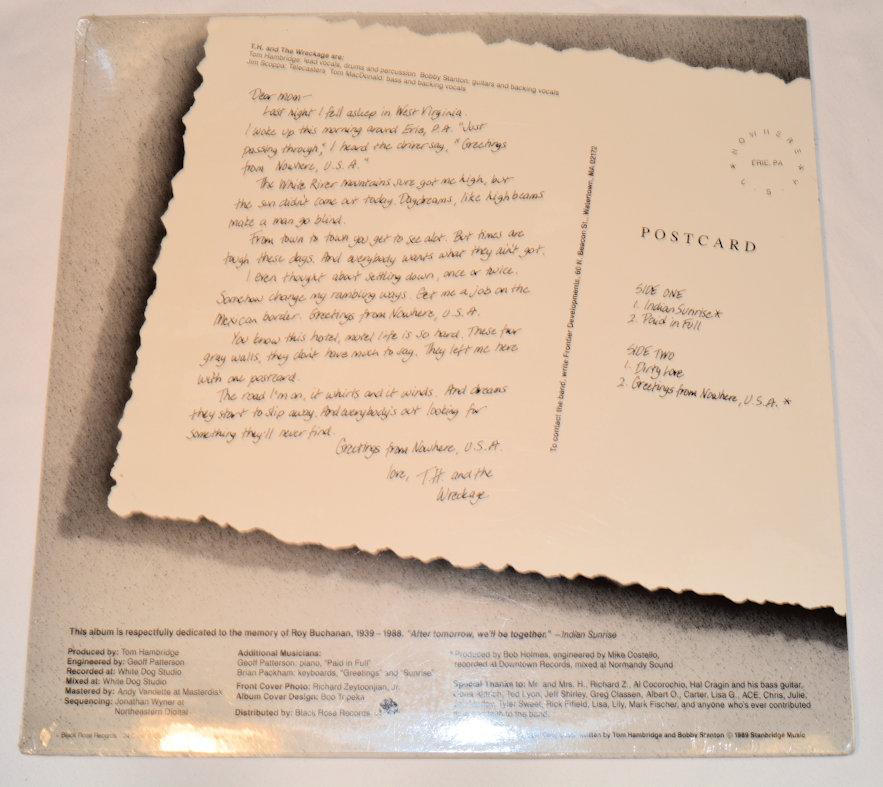 T.H. and The Wreckage are:
Tom Hambridge: lead vocals, drums and percussion. Bobby Stanton: guitars and backing vocals
Jim Scoppa: Telecasters, Tom MacDonald: bass and backing vocals
Dear Mom-
Last night I fell asleep in West Virginia.
I woke up this morning around Erie, P.A. "Just
passing through," I heard the driver say, "Greetings
from Nowhere, U.S.A."
The White River mountains sure got me high, but
the sun didn't come out today. Daydreams, like highbeams
make a man go blind.
From town to town you get to see alot. But times are
tough these days. And everybody wants what they ain't got.
I even thought about settling down, once or twice.
Somehow change my rambling ways. Get me a job on the
Mexican border. Greetings from Nowhere, U.S.A.
You know this hotel, motel life is so hard. These four
gray walls, they don't have much to say. They left me here
with one postcard.
The road I'm on, it whirls and it winds. And dreams
they start to slip away. And everybody's out looking for
something they'll never find.
Greetings from Nowhere, U.S.A.
love, T.H. and the
Wreckage
To contact the band, write Frontier Developments, 60 N. Beacon St., Watertown, MA 02172
NOWHERE
ERIE, PA
U.S.A.
POSTCARD
SIDE ONE
1. Indian Sunrise*
2. Paid in Full
SIDE TWO
1. Dirty Love
2. Greetings from Nowhere, U.S.A. *
This album is respectfully dedicated to the memory of Roy Buchanan, 1939 – 1988. "After tomorrow, we'll be together." —Indian Sunrise
Produced by: Tom Hambridge
Engineered by: Geoff Patterson
Recorded at: White Dog Studio
Mixed at: White Dog Studio
Mastered by: Andy Vandette at Masterdisk
Sequencing: Jonathan Wyner at
Northeastern Digital
Additional Musicians:
Geoff Patterson: piano, "Paid in Full"
Brian Packham: keyboards, "Greetings" and "Sunrise"
Front Cover Photo: Richard Zeytoonjian, Jr.
Album Cover Design: Boo Tripeka
Distributed by: Black Rose Records
*Produced by Bob Holmes, engineered by Mike Costello,
recorded at Downtown Records, mixed at Normandy Sound
Special Thanks to: Mr. and Mrs. H., Richard Z., Al Cocorochio, Hal Cragin and his bass guitar,
Ted Lyon, Jeff Shirley, Greg Classen, Albert O., Carter, Lisa G., ACE, Chris, Julie,
Tyler Sweet, Rick Fifield, Lisa, Lily, Mark Fischer, and anyone who's ever contributed
to the band.
Black Rose Records
written by Tom Hambridge and Bobby Stanton © 1989 Stanbridge Music